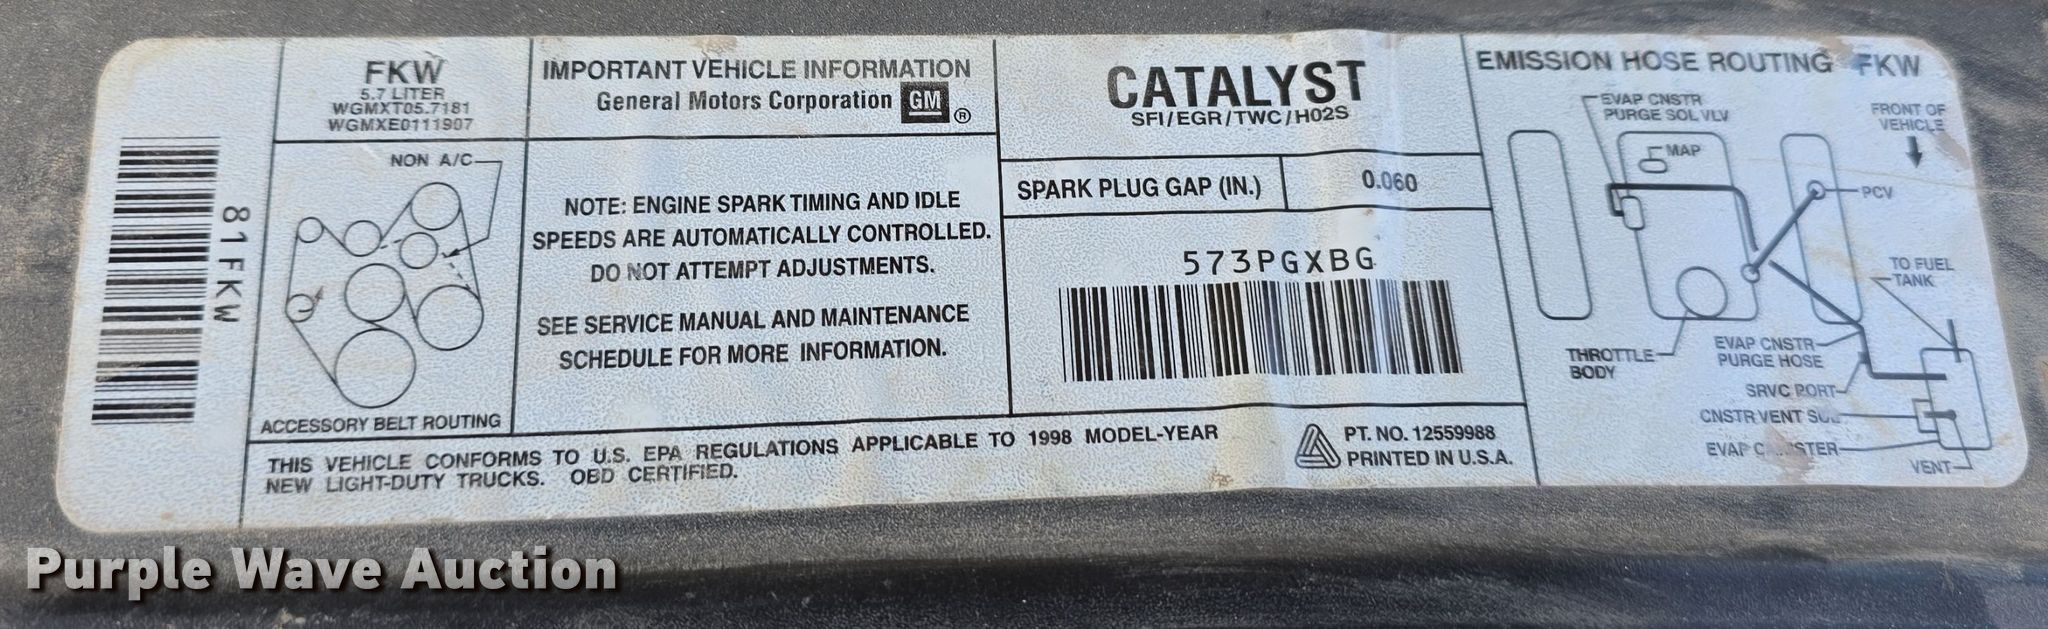 81FKW
FKW
5.7 LITER
WGMXT05.7181
WGMXE0111907
NON A/C
ACCESSORY BELT ROUTING
IMPORTANT VEHICLE INFORMATION
General Motors Corporation GM ®
NOTE: ENGINE SPARK TIMING AND IDLE
SPEEDS ARE AUTOMATICALLY CONTROLLED.
DO NOT ATTEMPT ADJUSTMENTS.
SEE SERVICE MANUAL AND MAINTENANCE
SCHEDULE FOR MORE INFORMATION.
CATALYST
SFI/EGR/TWC/HO2S
SPARK PLUG GAP (IN.) 0.060
573PGXBG
THIS VEHICLE CONFORMS TO U.S. EPA REGULATIONS APPLICABLE TO 1998 MODEL-YEAR
NEW LIGHT-DUTY TRUCKS. OBD CERTIFIED.
PT. NO. 12559988
PRINTED IN U.S.A.
EMISSION HOSE ROUTING FKW
EVAP CNSTR
PURGE SOL VLV
FRONT OF
VEHICLE
MAP
PCV
TO FUEL
TANK
THROTTLE
BODY
EVAP CNSTR
PURGE HOSE
SRVC PORT
CNSTR VENT
EVAP
VENT
Purple Wave Auction